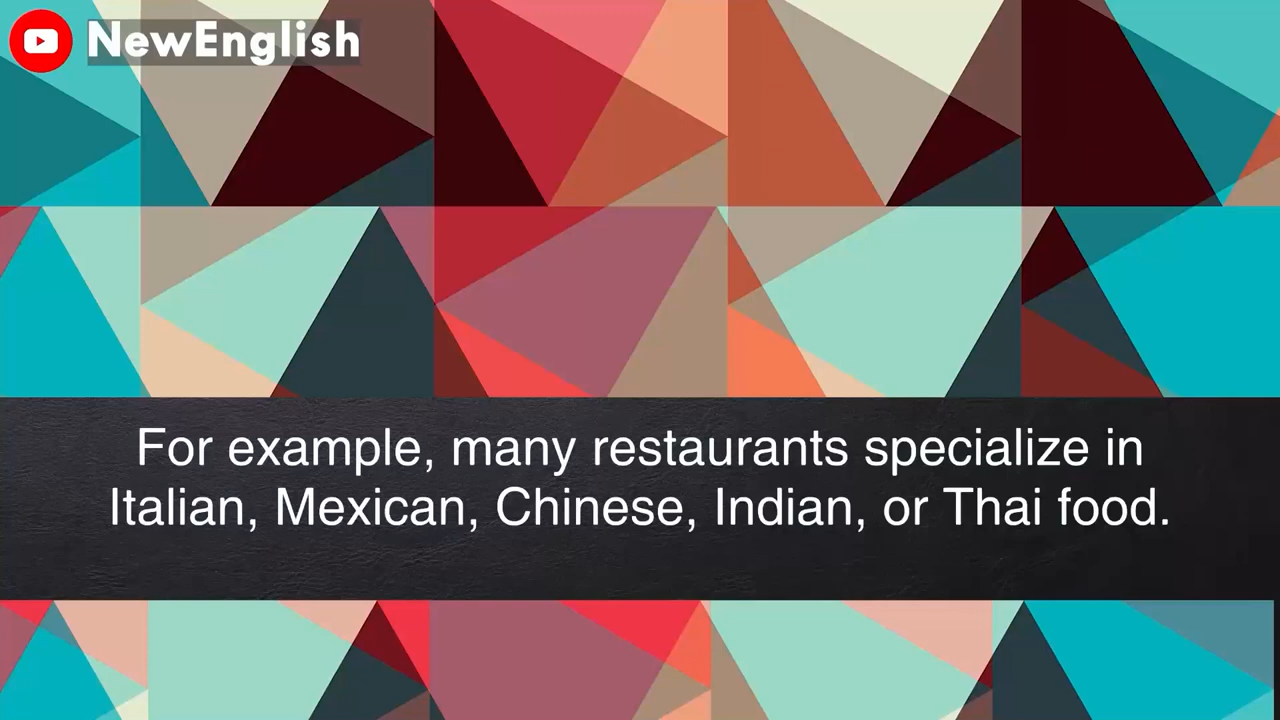 NewEnglish
For example, many restaurants specialize in
Italian, Mexican, Chinese, Indian, or Thai food.